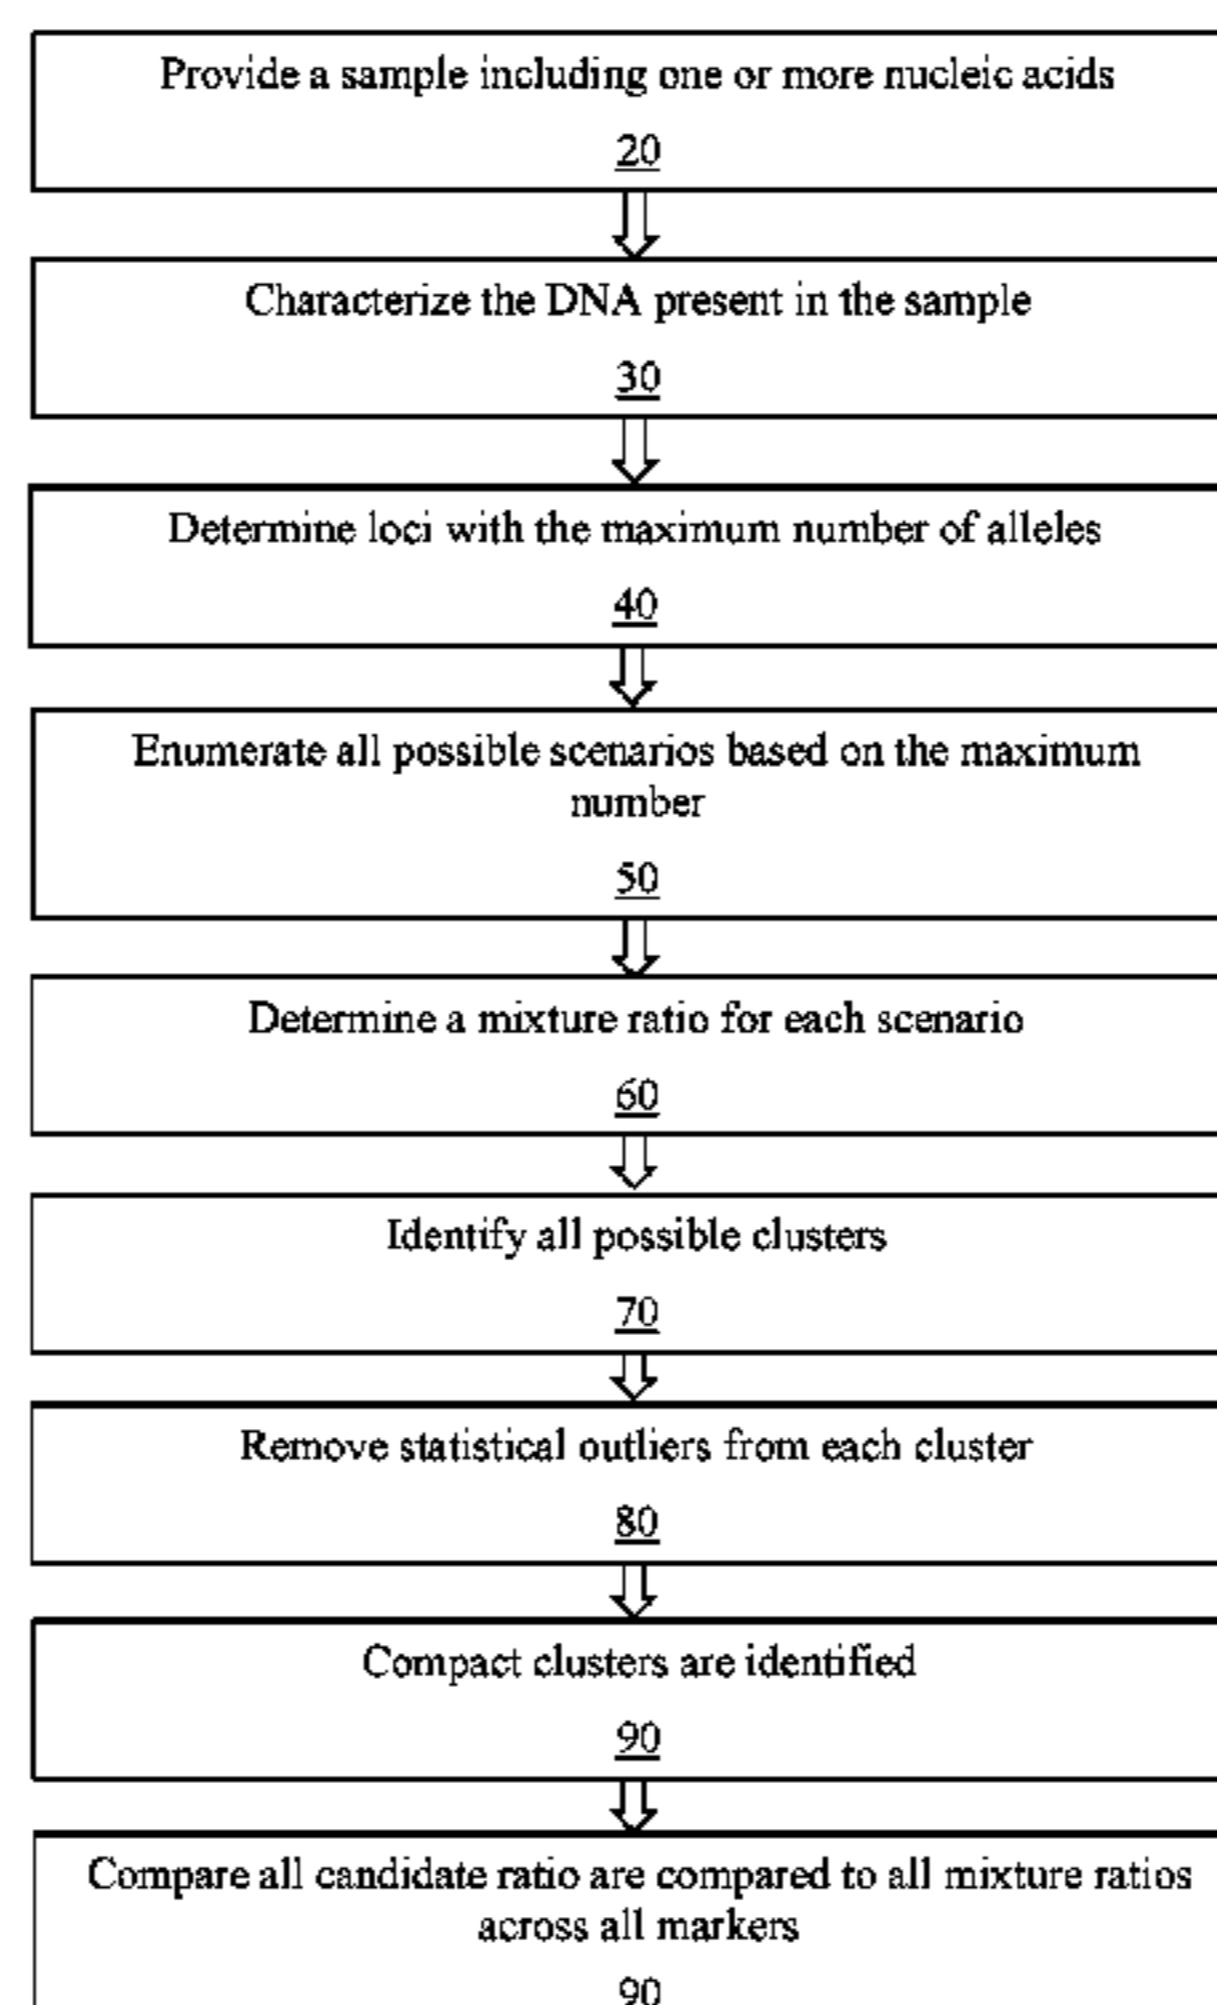 Provide a sample including one or more nucleic acids
20
Characterize the DNA present in the sample
30
Determine loci with the maximum number of alleles
40
Enumerate all possible scenarios based on the maximum
number
50
Determine a mixture ratio for each scenario
60
Identify all possible clusters
70
Remove statistical outliers from each cluster
80
Compact clusters are identified
90
Compare all candidate ratio are compared to all mixture ratios
across all markers
90